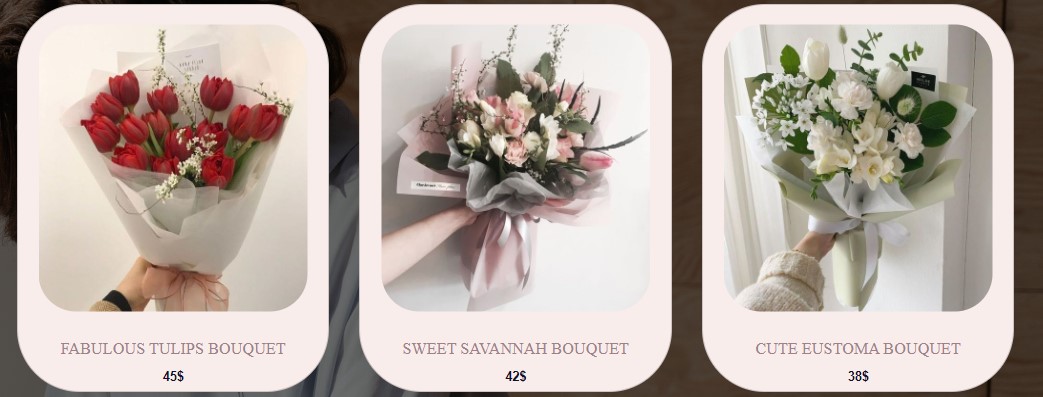 FABULOUS TULIPS BOUQUET
45$
SWEET SAVANNAH BOUQUET
42$
CUTE EUSTOMA BOUQUET
38$